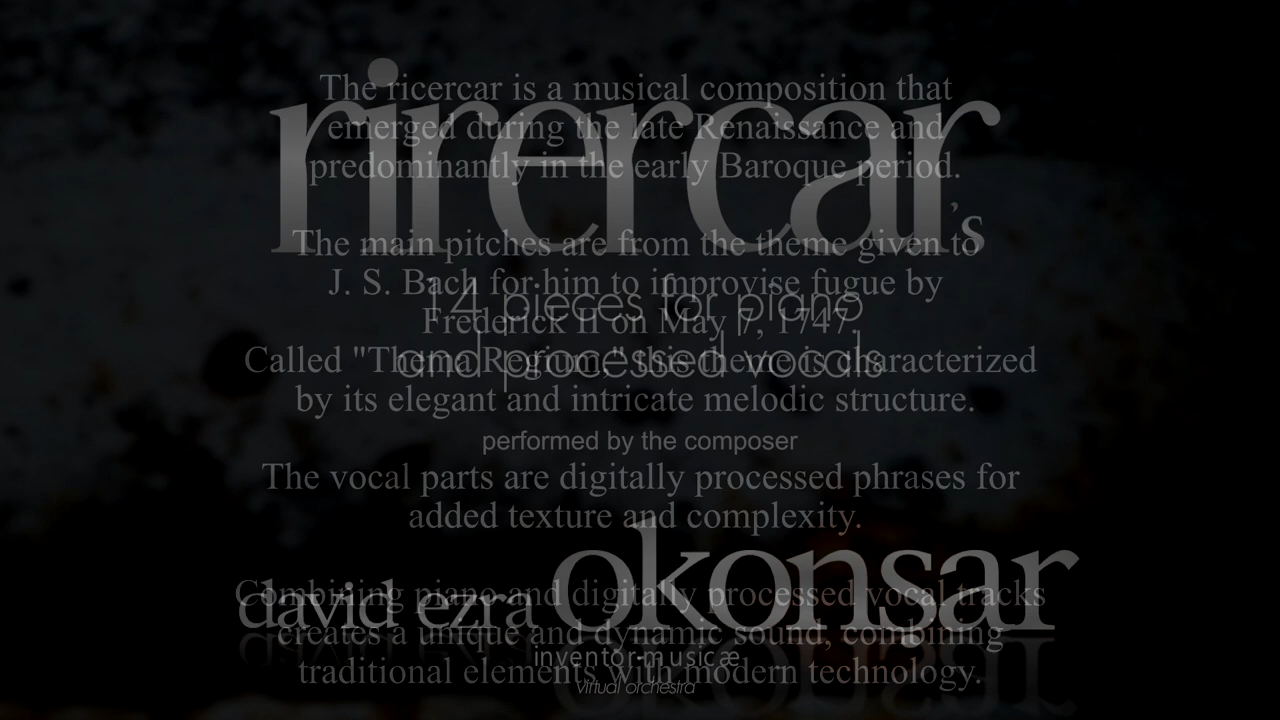 The ricercar is a musical composition that
rirercar's
emerged during the late Renaissance and
predominantly in the early Baroque period.
The main pitches are from the theme given to
J. S. Bach for him to improvise fugue by
14 pieces for piano
Frederick II on May 7, 1747.
and processed vocals
Called "Thema Regium," this theme is characterized
by its elegant and intricate melodic structure.
performed by the composer
The vocal parts are digitally processed phrases for
added texture and complexity.
david ezra okonsar
Combining piano and digitally processed vocal tracks
creates a unique and dynamic sound, combining
inventor-musicæ
traditional elements with modern technology.
virtual orchestra